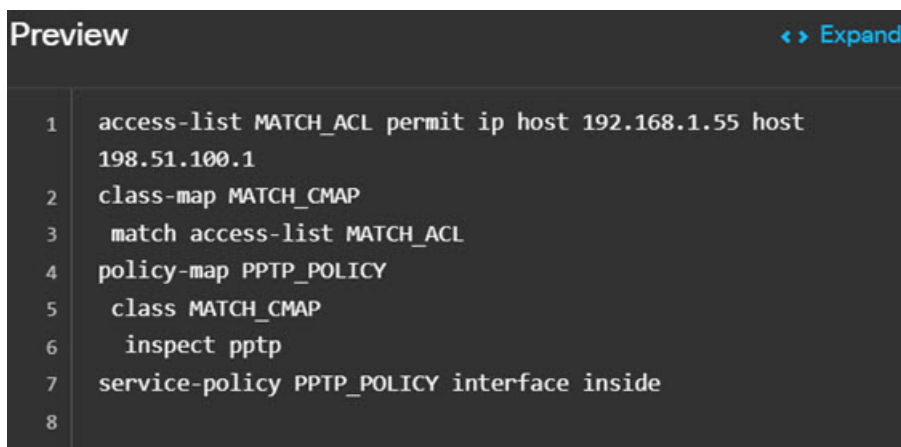 Preview
<> Expand
1 access-list MATCH_ACL permit ip host 192.168.1.55 host
198.51.100.1
2 class-map MATCH_CMAP
3 match access-list MATCH_ACL
4 policy-map PPTP_POLICY
5 class MATCH_CMAP
6 inspect pptp
7 service-policy PPTP_POLICY interface inside
8